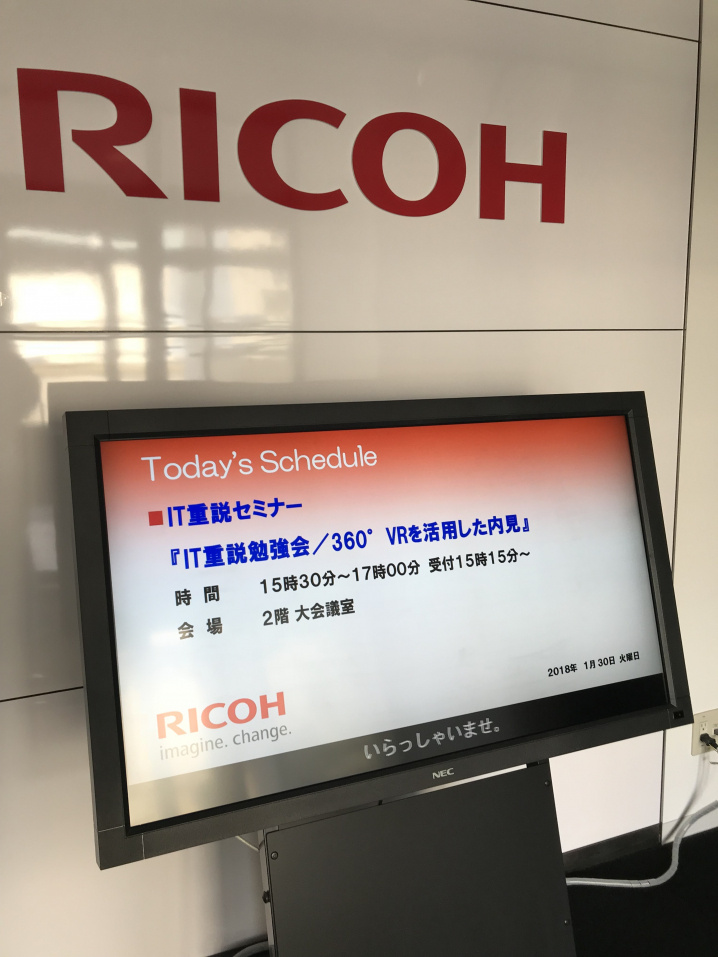 RICOH
Today's Schedule
■IT重説セミナー
『IT重説勉強会／360°VRを活用した内見』
時間 15時30分～17時00分 受付15時15分～
会場 2階 大会議室
2018年 1月30日 火曜日
RICOH
imagine. change.
いらっしゃいませ。
NEC